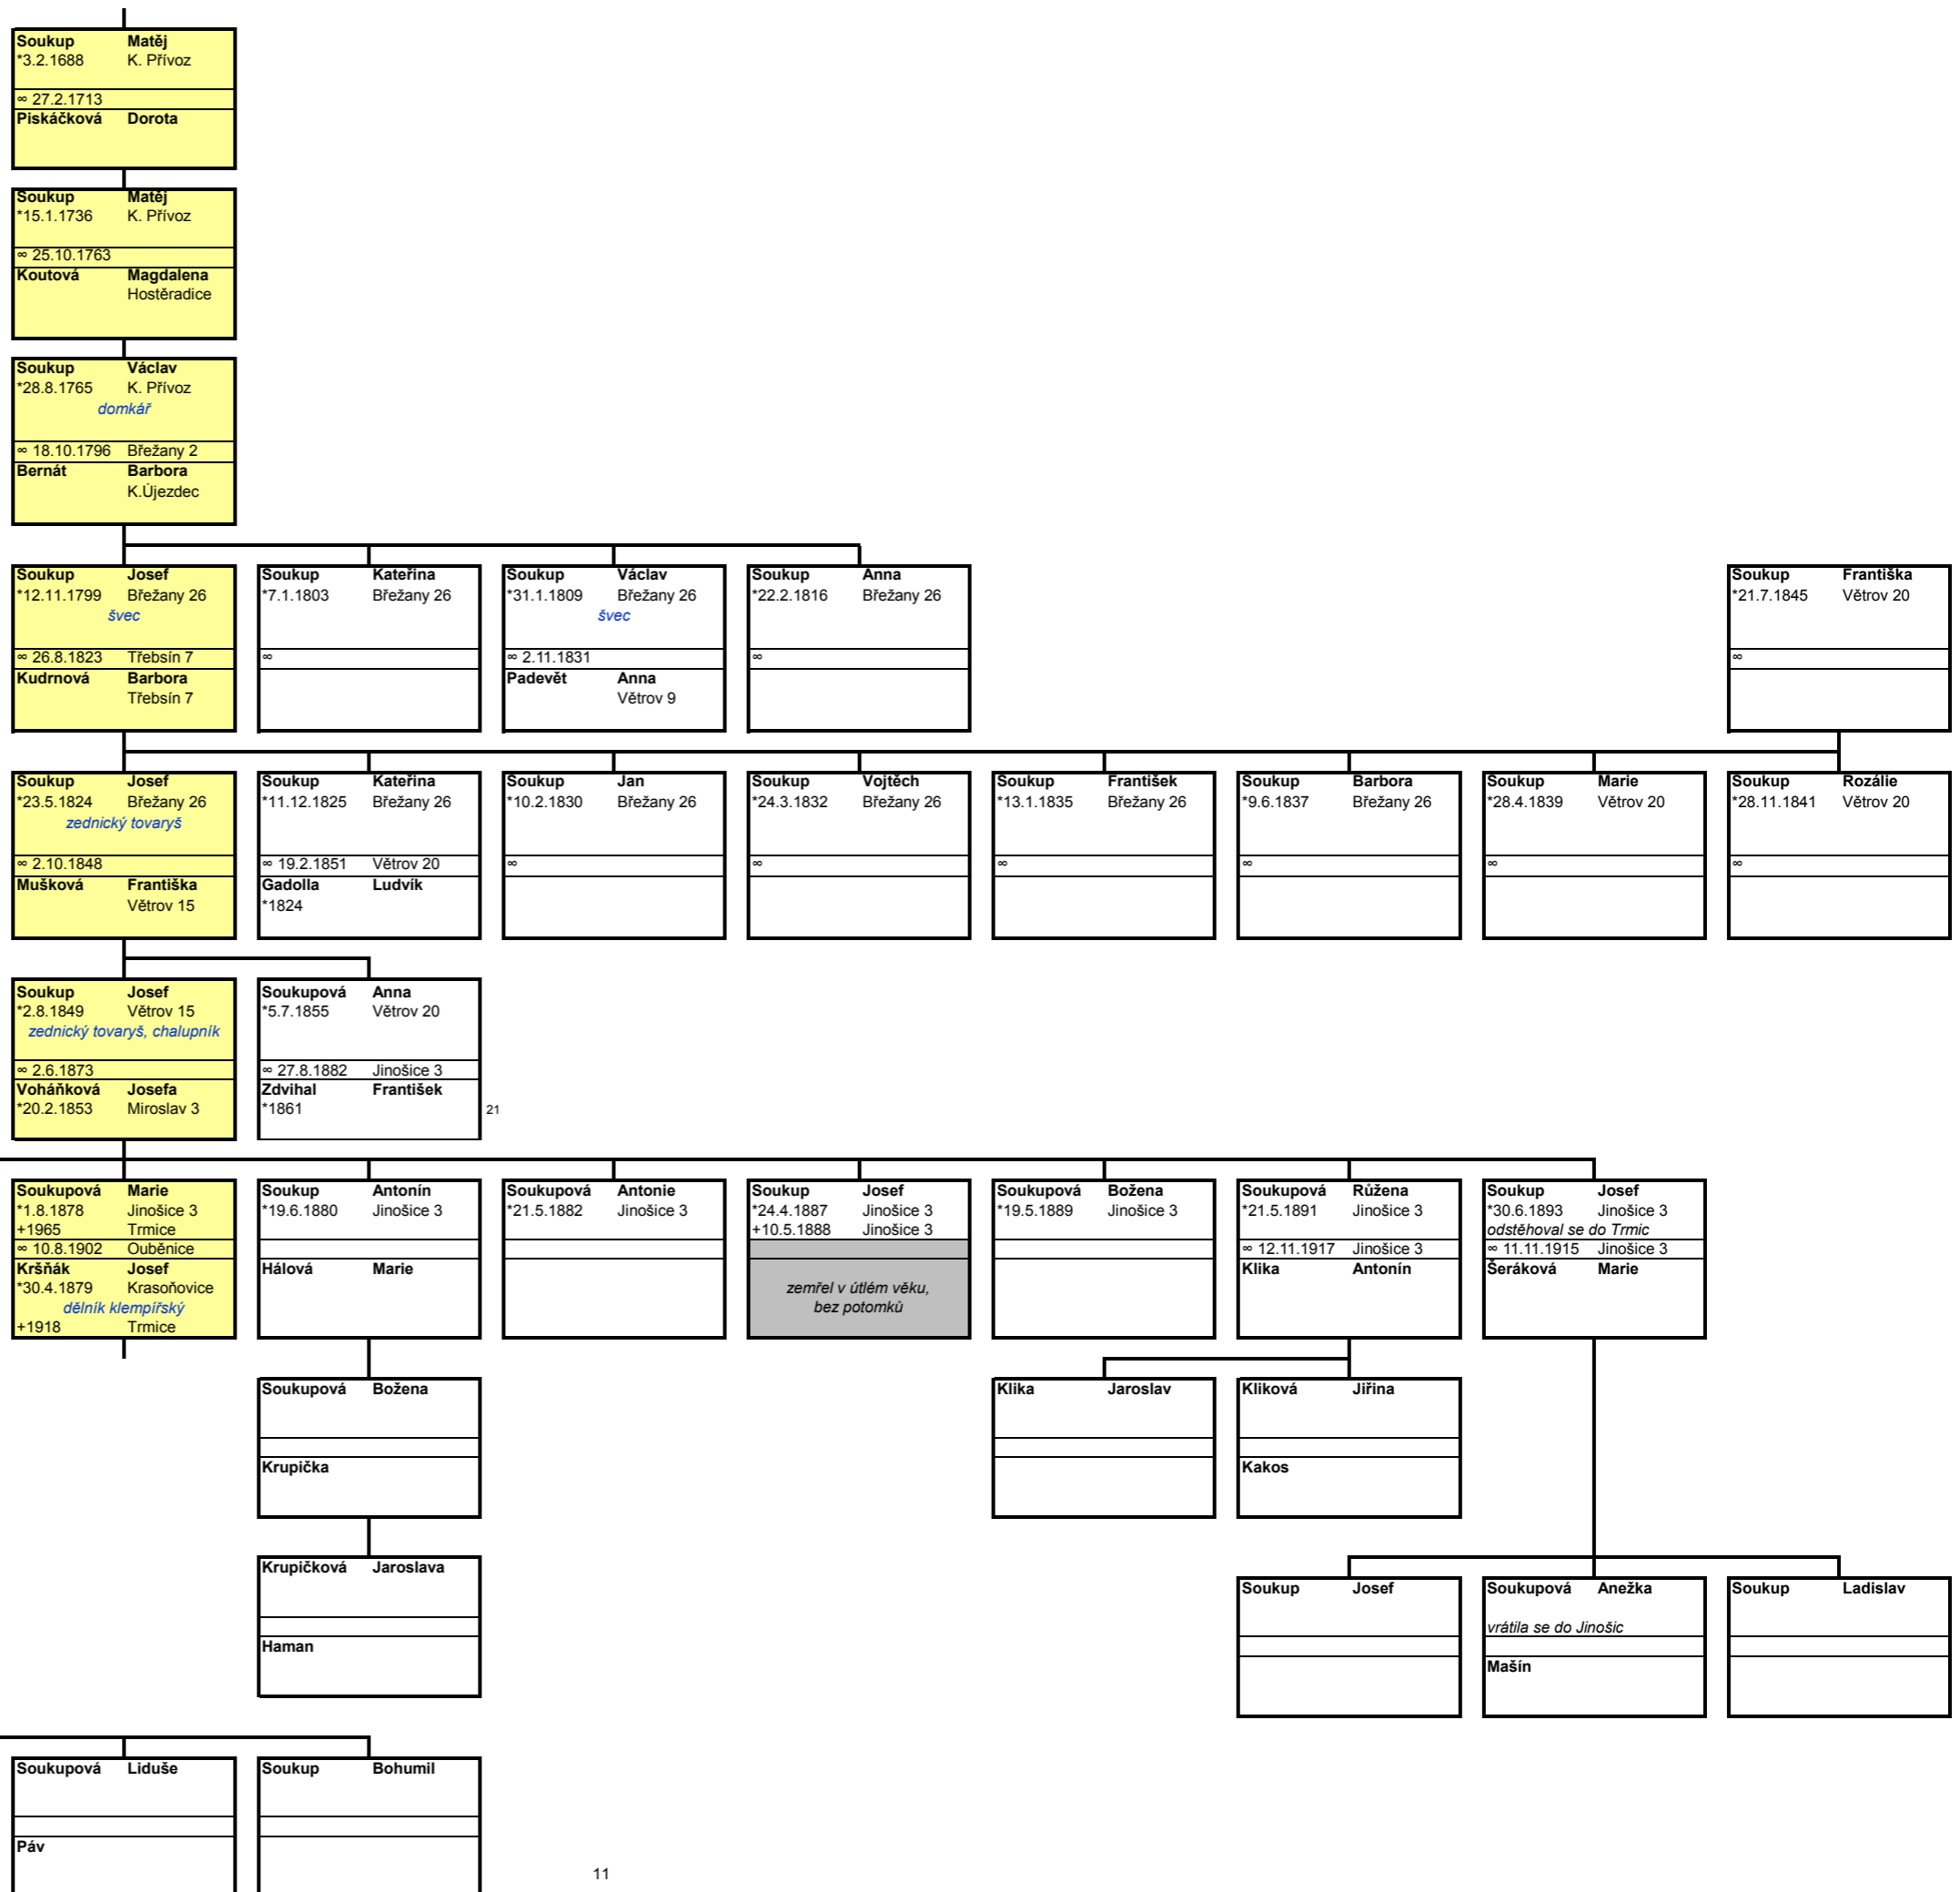 Soukup Matěj
*3.2.1688 K. Přívoz
∞ 27.2.1713
Piskáčková Dorota
Soukup Matěj
*15.1.1736 K. Přívoz
∞ 25.10.1763
Koutová Magdalena
Hostěradice
Soukup Václav
*28.8.1765 K. Přívoz
domkář
∞ 18.10.1796 Břežany 2
Bernát Barbora
K.Újezdec
Soukup Josef
*12.11.1799 Břežany 26
švec
∞ 26.8.1823 Třebsín 7
Kudrnová Barbora
Třebsín 7
Soukup Kateřina
*7.1.1803 Břežany 26
∞
Soukup Václav
*31.1.1809 Břežany 26
švec
∞ 2.11.1831
Padevět Anna
Větrov 9
Soukup Anna
*22.2.1816 Břežany 26
∞
Soukup Františka
*21.7.1845 Větrov 20
∞
Soukup Josef
*23.5.1824 Břežany 26
zednický tovaryš
∞ 2.10.1848
Mušková Františka
Větrov 15
Soukup Kateřina
*11.12.1825 Břežany 26
∞ 19.2.1851 Větrov 20
Gadolla Ludvík
*1824
Soukup Jan
*10.2.1830 Břežany 26
∞
Soukup Vojtěch
*24.3.1832 Břežany 26
∞
Soukup František
*13.1.1835 Břežany 26
∞
Soukup Barbora
*9.6.1837 Břežany 26
∞
Soukup Marie
*28.4.1839 Větrov 20
∞
Soukup Rozálie
*28.11.1841 Větrov 20
∞
Soukup Josef
*2.8.1849 Větrov 15
zednický tovaryš, chalupník
∞ 2.6.1873
Voháňková Josefa
*20.2.1853 Miroslav 3
Soukupová Anna
*5.7.1855 Větrov 20
∞ 27.8.1882 Jinošice 3
Zdvihal František
*1861
21
Soukupová Marie
*1.8.1878 Jinošice 3
+1965 Trmice
∞ 10.8.1902 Ouběnice
Kršňák Josef
*30.4.1879 Krasoňovice
dělník klempířský
+1918 Trmice
Soukup Antonín
*19.6.1880 Jinošice 3
Hálová Marie
Soukupová Antonie
*21.5.1882 Jinošice 3
Soukup Josef
*24.4.1887 Jinošice 3
+10.5.1888 Jinošice 3
zemřel v útlém věku,
bez potomků
Soukupová Božena
*19.5.1889 Jinošice 3
Soukupová Růžena
*21.5.1891 Jinošice 3
∞ 12.11.1917 Jinošice 3
Klika Antonín
Soukup Josef
*30.6.1893 Jinošice 3
odstěhoval se do Trmic
∞ 11.11.1915 Jinošice 3
Šeráková Marie
Soukupová Božena
Krupička
Klika Jaroslav
Kliková Jiřina
Kakos
Krupičková Jaroslava
Haman
Soukup Josef
Soukupová Anežka
vrátila se do Jinošic
Mašín
Soukup Ladislav
Soukupová Liduše
Páv
Soukup Bohumil
11